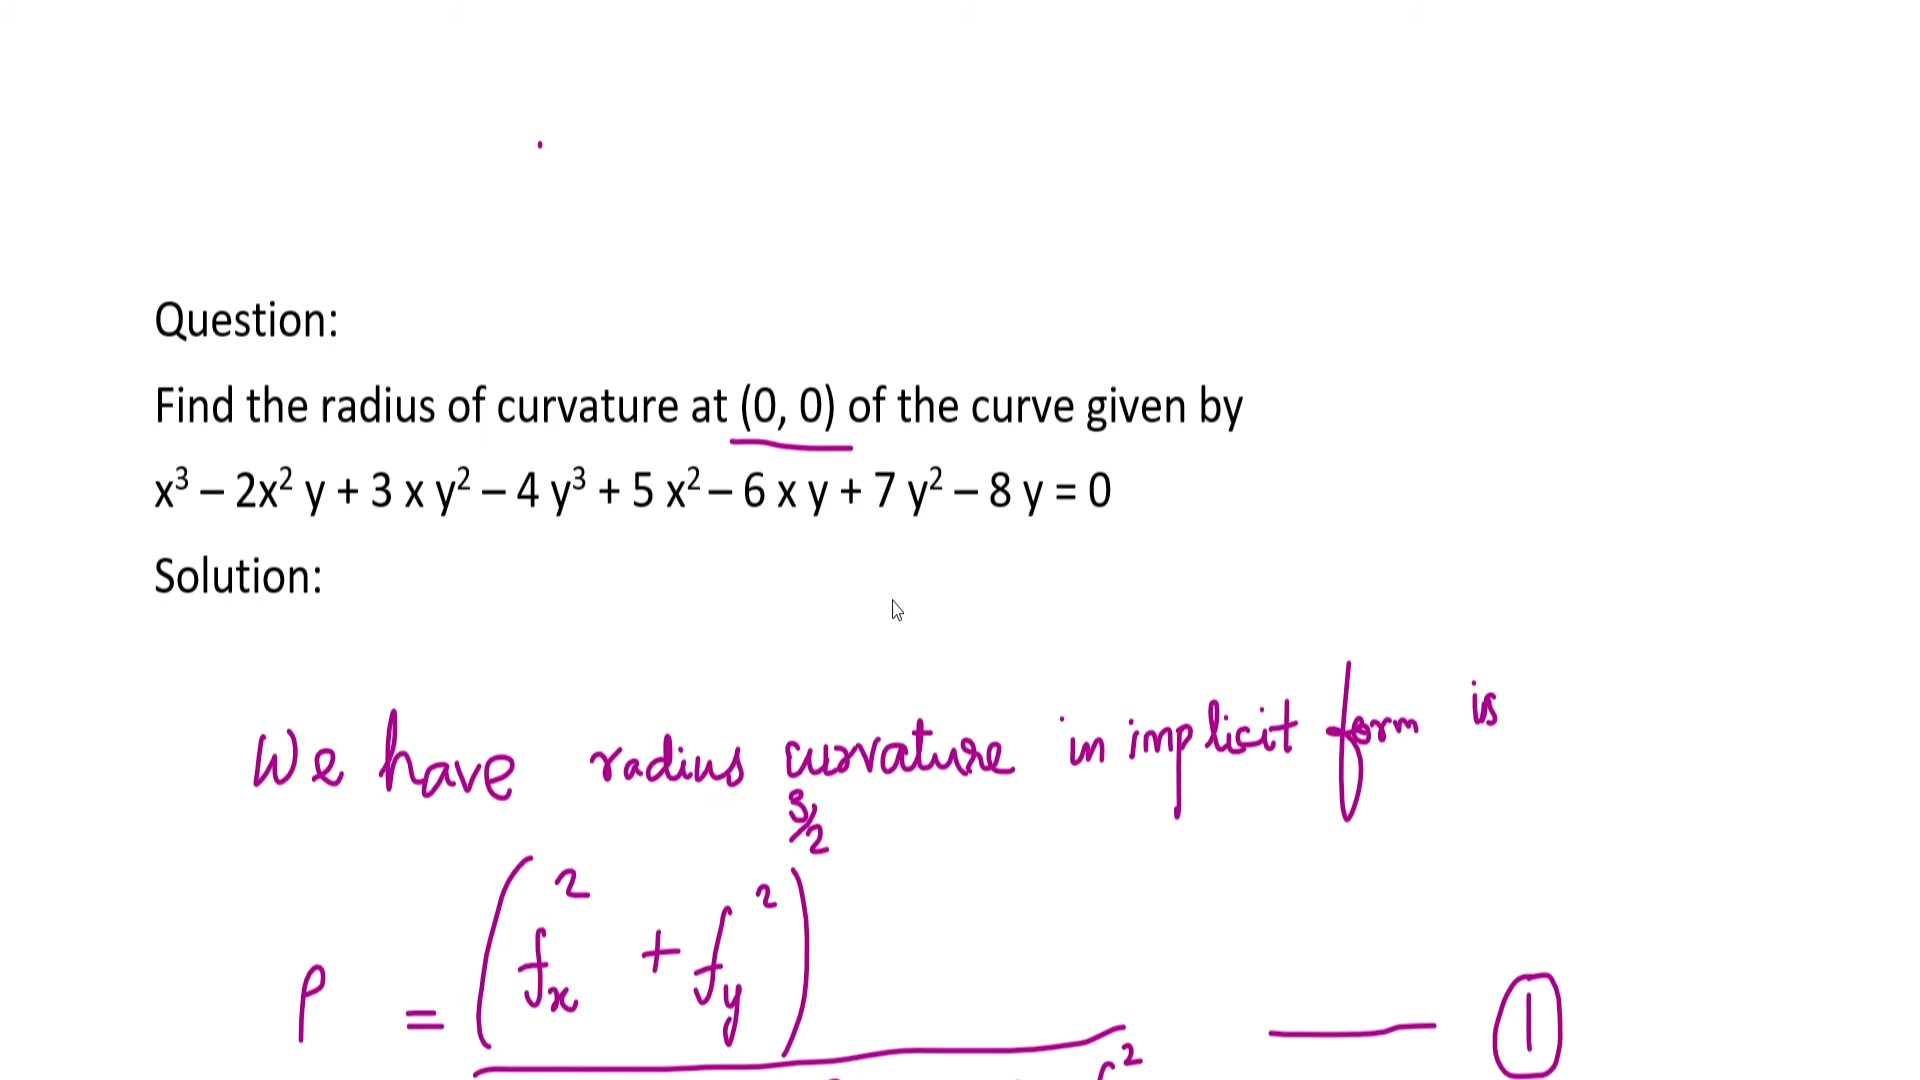 Question:
Find the radius of curvature at (0, 0) of the curve given by
x³ – 2x² y + 3 x y² – 4 y³ + 5 x² – 6 x y + 7 y² – 8 y = 0
Solution:
We have radius curvature in implicit form is
ρ = (fx² + fy²)^3/2 —— ①